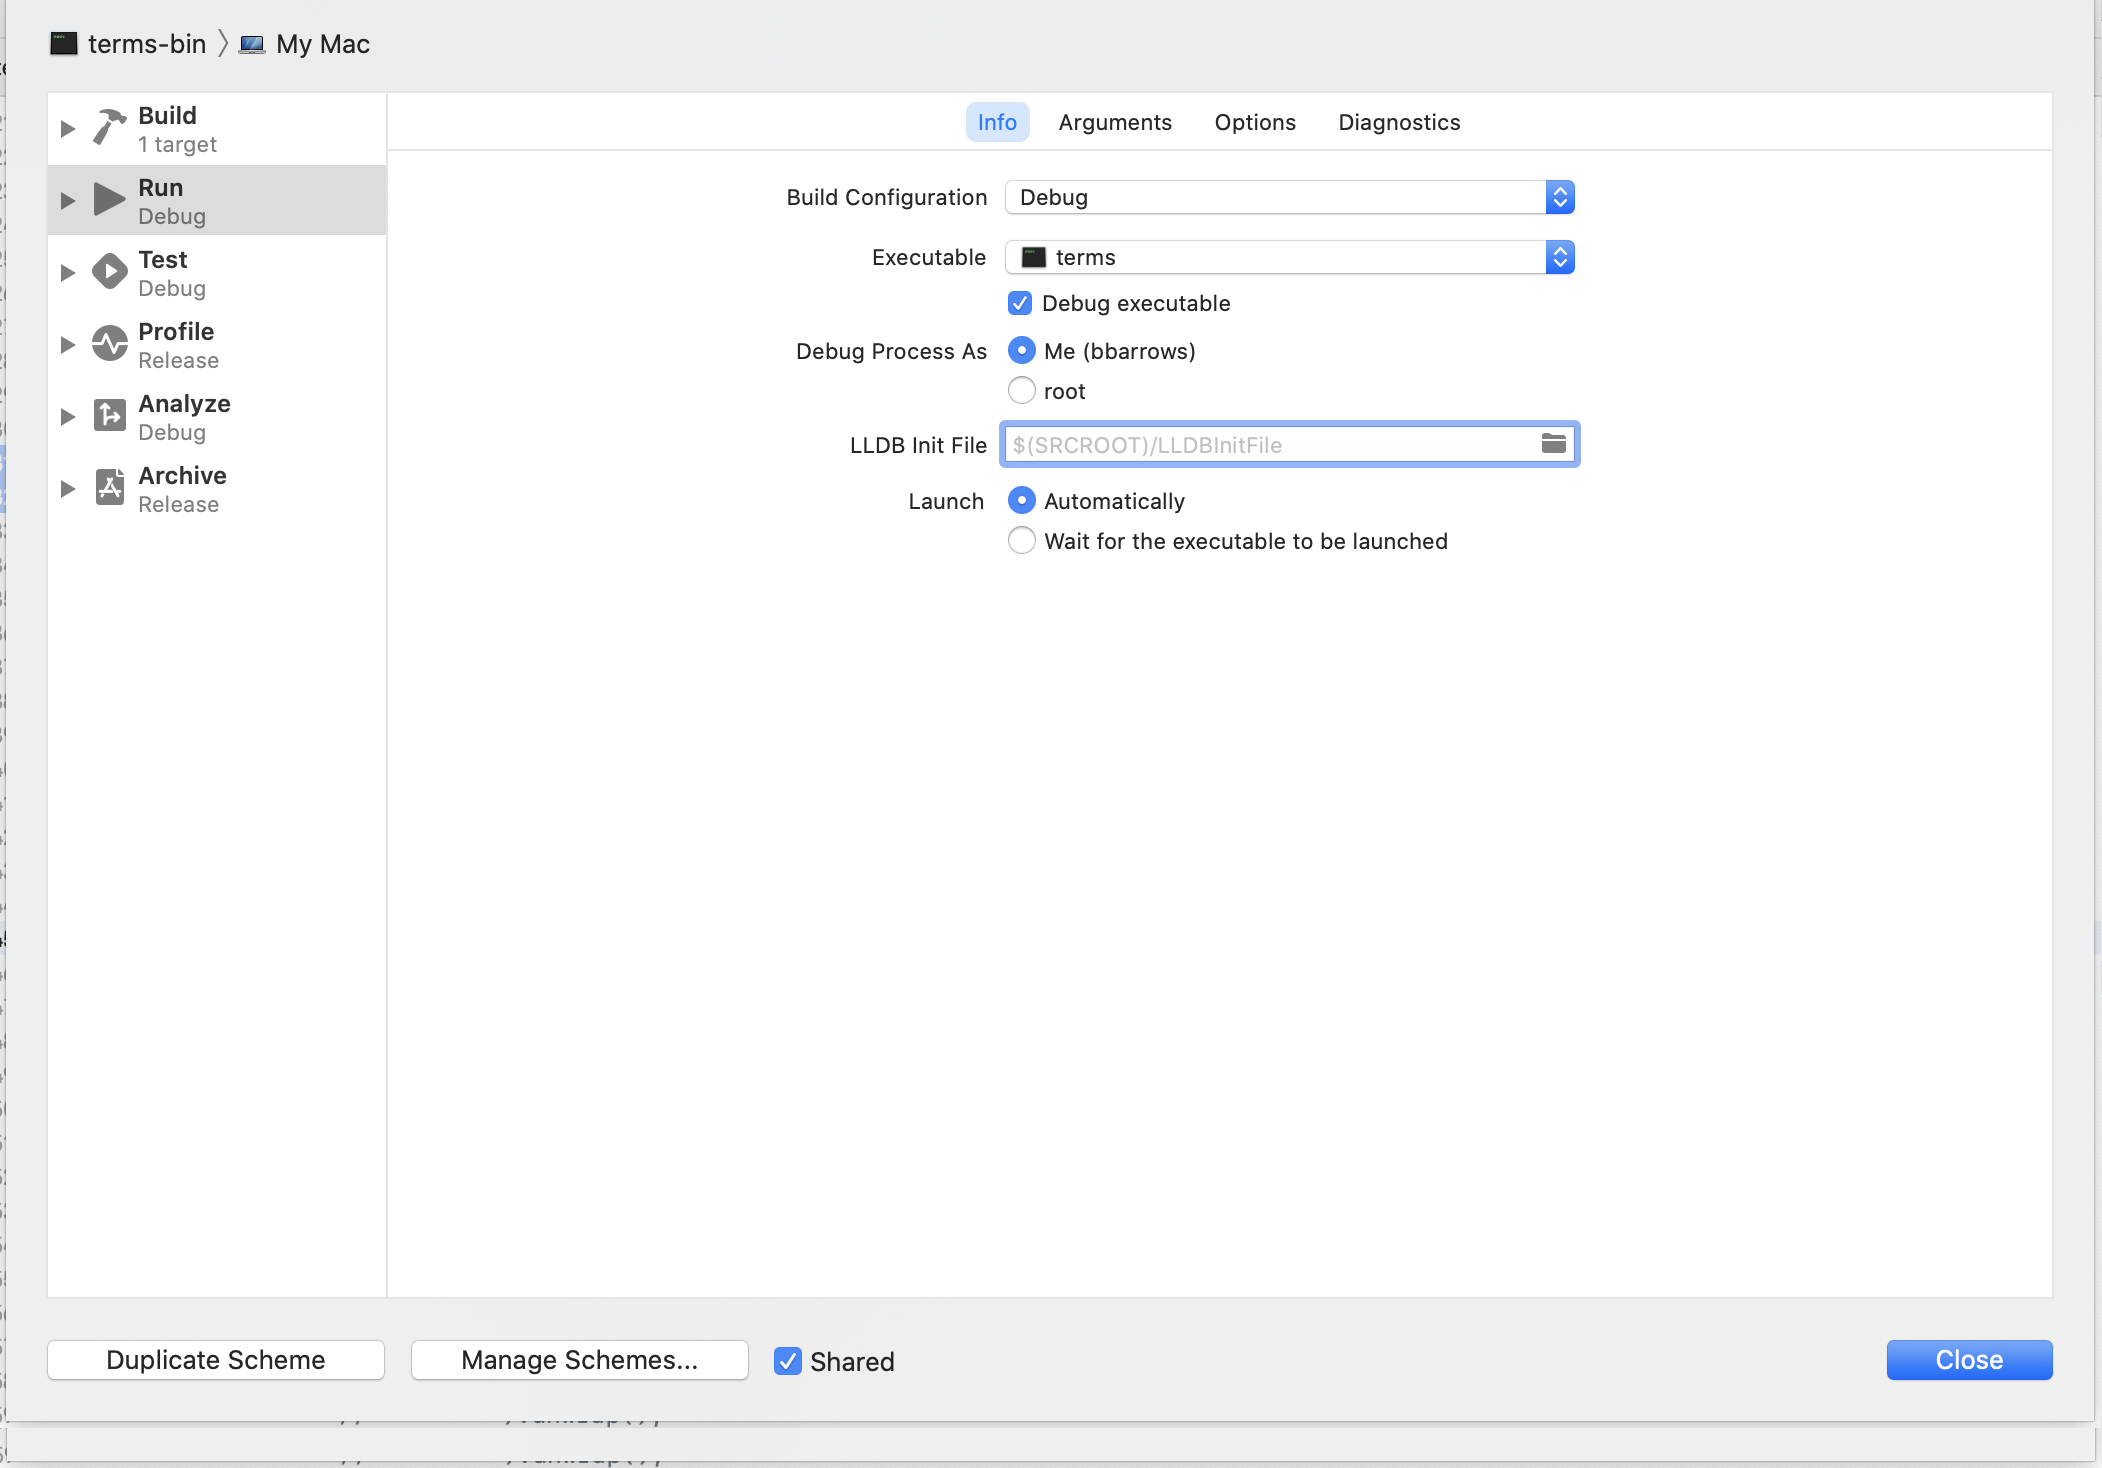 terms-bin 〉 My Mac
Build
1 target
Run
Debug
Test
Debug
Profile
Release
Analyze
Debug
Archive
Release
Info Arguments Options Diagnostics
Build Configuration Debug
Executable terms
Debug executable
Debug Process As Me (bbarrows)
root
LLDB Init File $(SRCROOT)/LLDBInitFile
Launch Automatically
Wait for the executable to be launched
Duplicate Scheme Manage Schemes... Shared Close